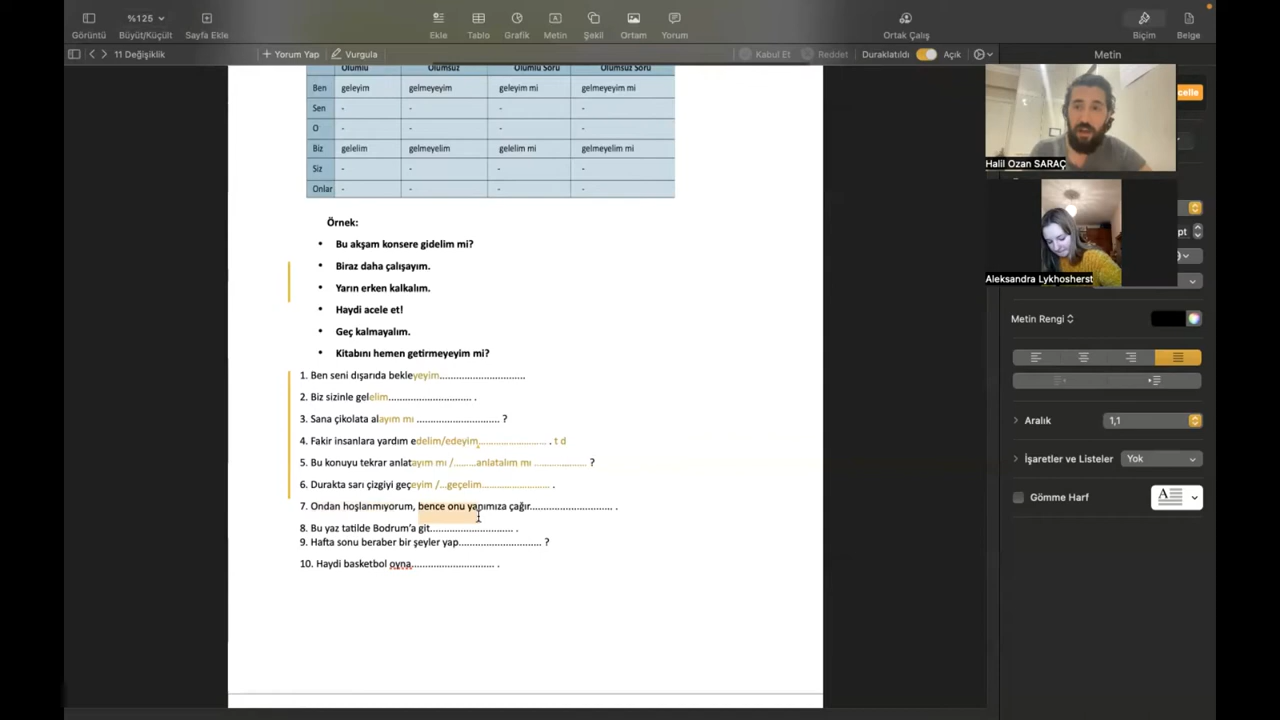 %125
Görüntü
Büyüt/Küçült
Sayfa Ekle
Ekle
Tablo
Grafik
Metin
Şekil
Ortam
Yorum
Ortak Çalış
Biçim
Belge
11 Değişiklik
Yorum Yap
Vurgula
Kabul Et
Reddet
Duraklatıldı
Açık
Metin
Olumlu Olumsuz Olumlu Soru Olumsuz Soru
Ben geleyim gelmeyeyim geleyim mi gelmeyeyim mi
Sen - - -
O - - - -
Biz gelelim gelmeyelim gelelim mi gelmeyelim mi
Siz - - - -
Onlar - - - -
Örnek:
• Bu akşam konsere gidelim mi?
• Biraz daha çalışayım.
• Yarın erken kalkalım.
• Haydi acele et!
• Geç kalmayalım.
• Kitabını hemen getirmeyeyim mi?
1. Ben seni dışarıda bekleyeyim..............................
2. Biz sizinle gelelim............................. .
3. Sana çikolata alayım mı ............................. ?
4. Fakir insanlara yardım edelim/edeyim........................ . t d
5. Bu konuyu tekrar anlatayım mı /........anlatalım mı .................. ?
6. Durakta sarı çizgiyi geçeyim /...geçelim........................ .
7. Ondan hoşlanmıyorum, bence onu yapımıza çağır............................. .
8. Bu yaz tatilde Bodrum'a git............................. .
9. Hafta sonu beraber bir şeyler yap............................. ?
10. Haydi basketbol oyna............................. .
Halil Ozan SARAÇ
Aleksandra Lykhosherst
celle
pt
Metin Rengi
Aralık
1,1
İşaretler ve Listeler
Yok
Gömme Harf
A